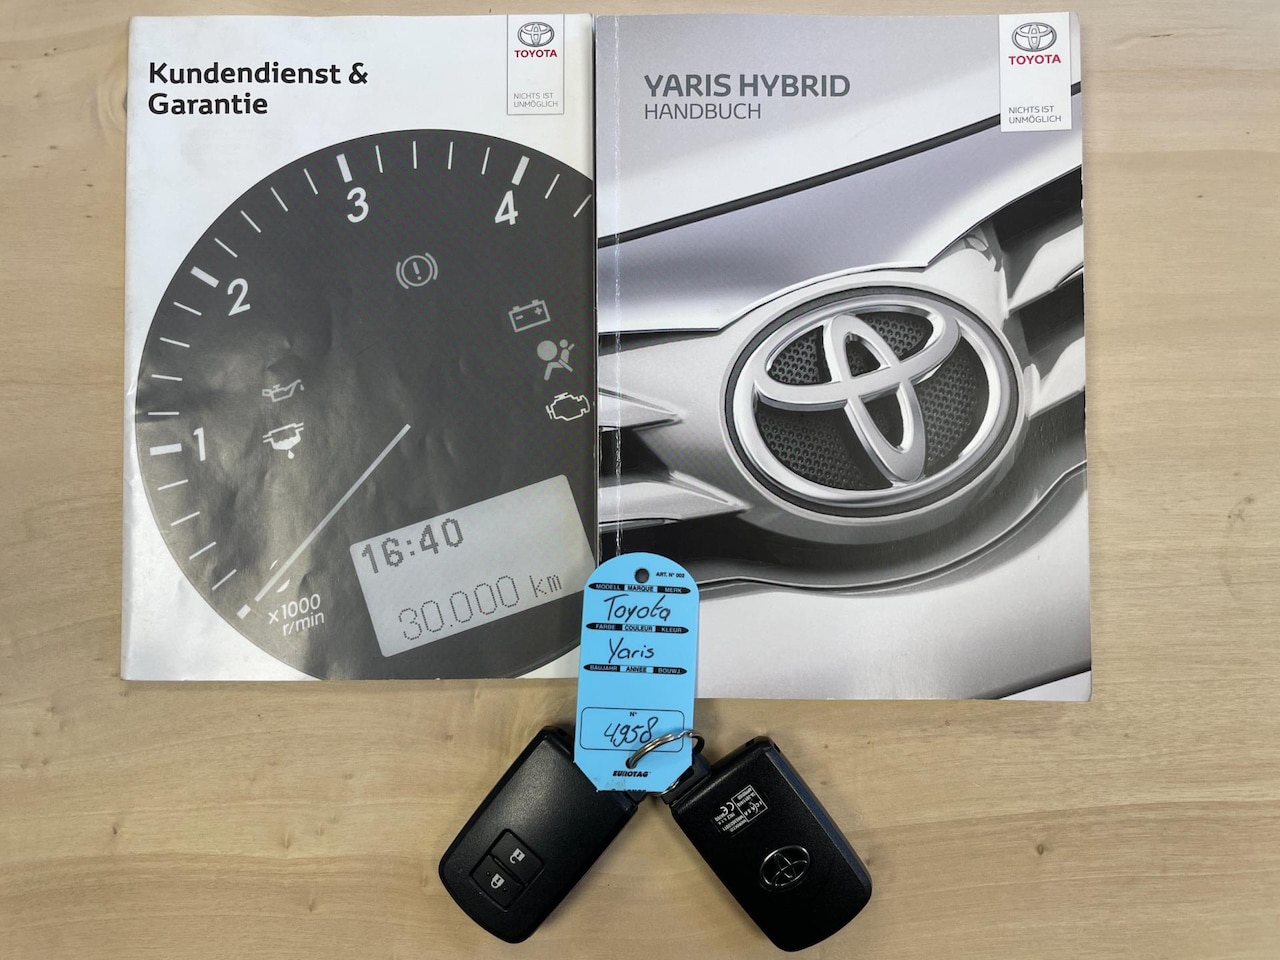 Kundendienst &
Garantie
TOYOTA
NICHTS IST
UNMÖGLICH
1
2
3
4
16:40
30.000 km
x1000
r/min
YARIS HYBRID
HANDBUCH
TOYOTA
NICHTS IST
UNMÖGLICH
ART. N° 002
MODELL MARQUE MERK
Toyota
FARBE COULEUR KLEUR
Yaris
BAUJAHR ANNEE BOUWJ.
N°
4958
EUROTAG